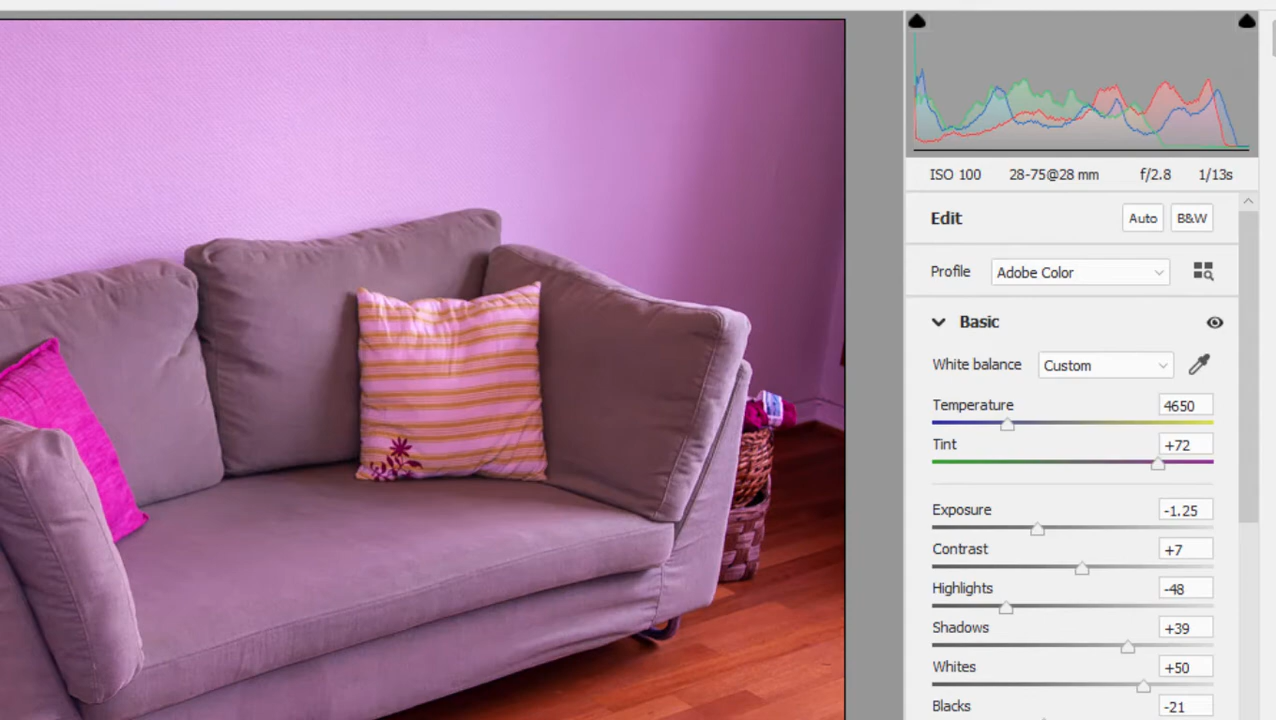 ISO 100 28-75@28 mm f/2.8 1/13s
Edit Auto B&W
Profile Adobe Color
Basic
White balance Custom
Temperature 4650
Tint +72
Exposure -1.25
Contrast +7
Highlights -48
Shadows +39
Whites +50
Blacks -21